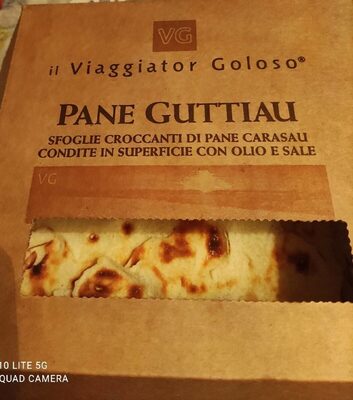 VG
il Viaggiator Goloso®
PANE GUTTIAU
SFOGLIE CROCCANTI DI PANE CARASAU
CONDITE IN SUPERFICIE CON OLIO E SALE
VG
10 LITE 5G
QUAD CAMERA